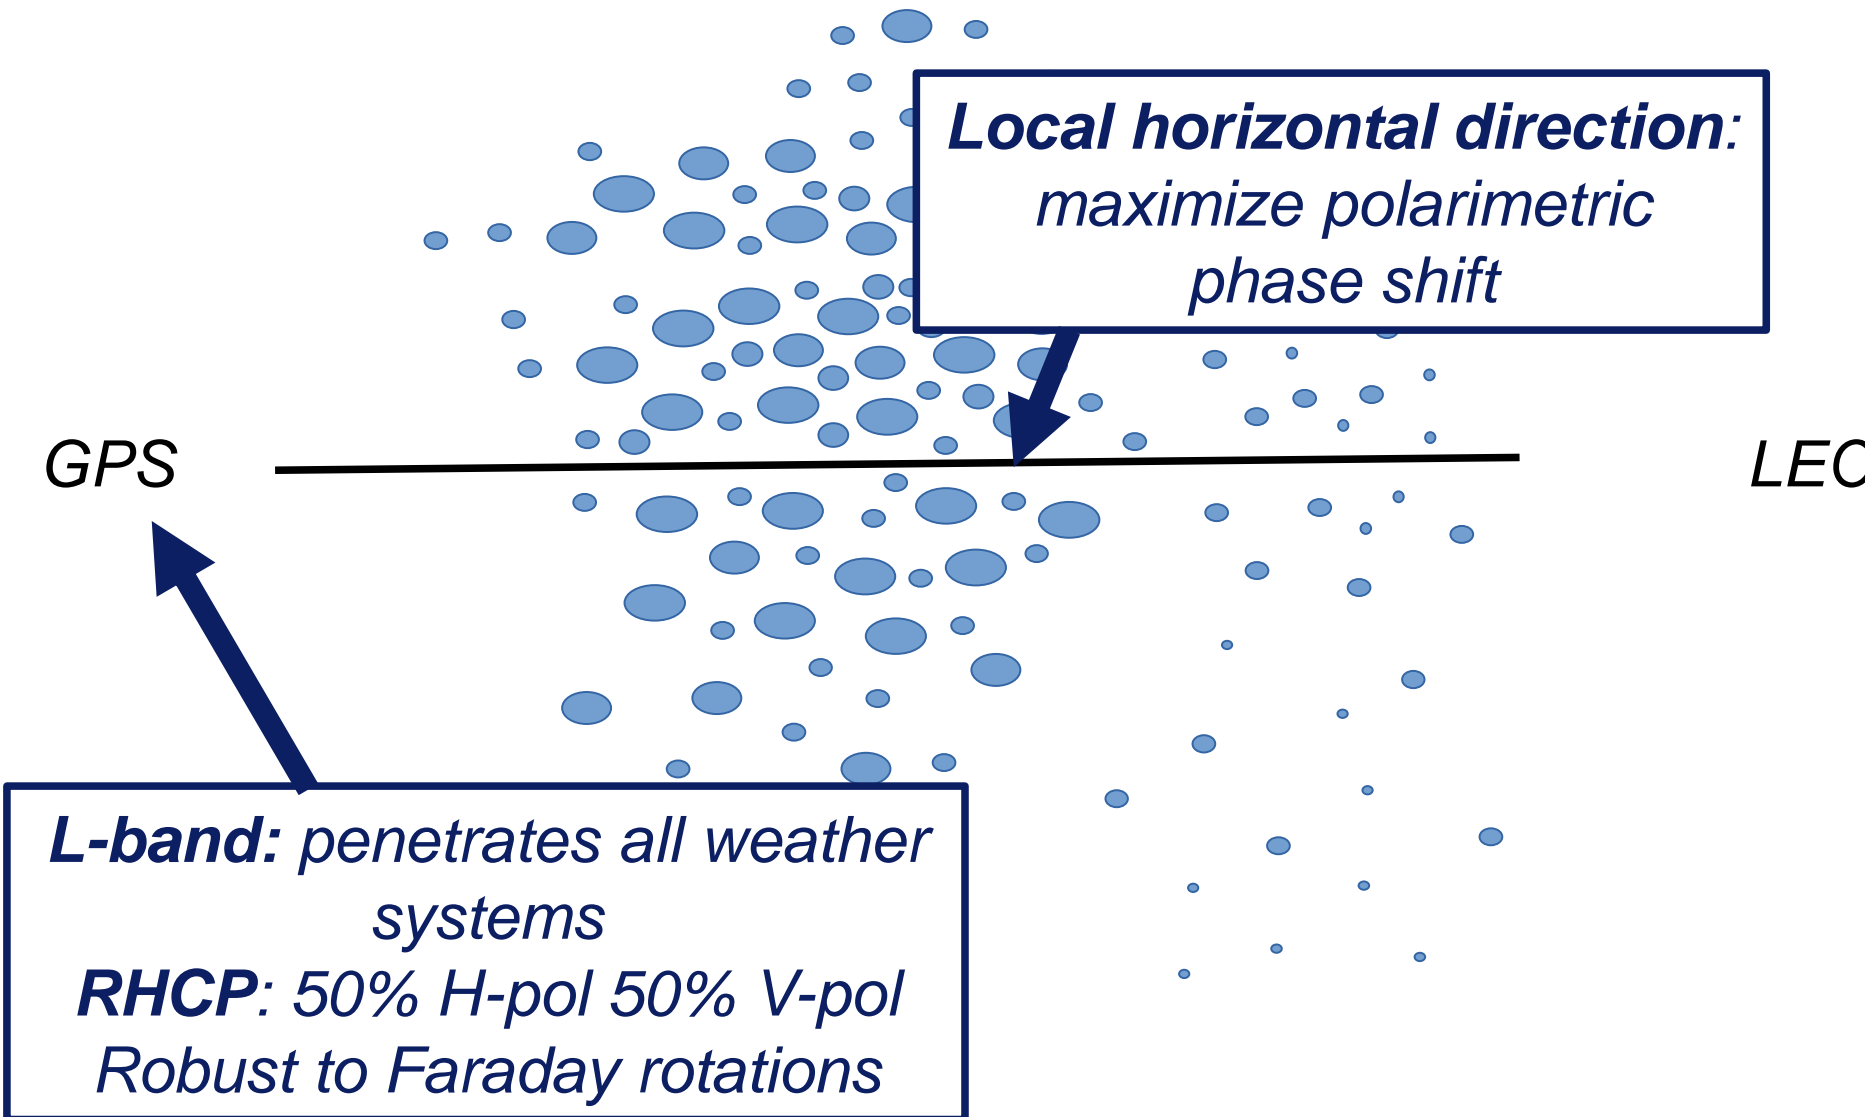 Local horizontal direction:
maximize polarimetric
phase shift
GPS
LEO
L-band: penetrates all weather
systems
RHCP: 50% H-pol 50% V-pol
Robust to Faraday rotations